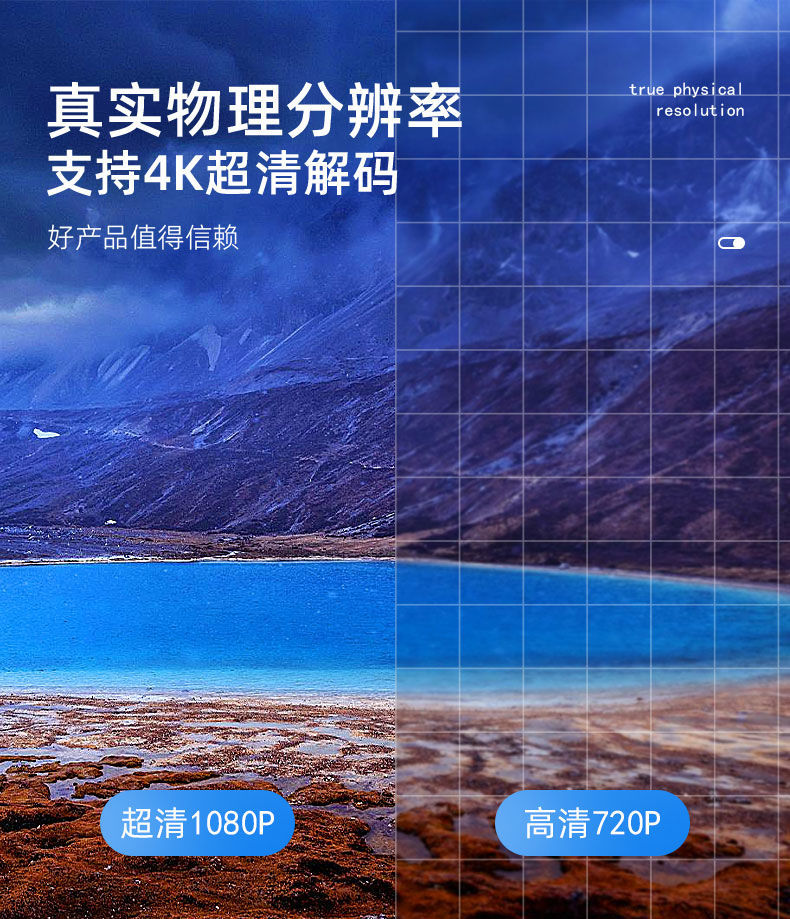 真实物理分辨率
支持4K超清解码
好产品值得信赖
true physical
resolution
超清1080P
高清720P